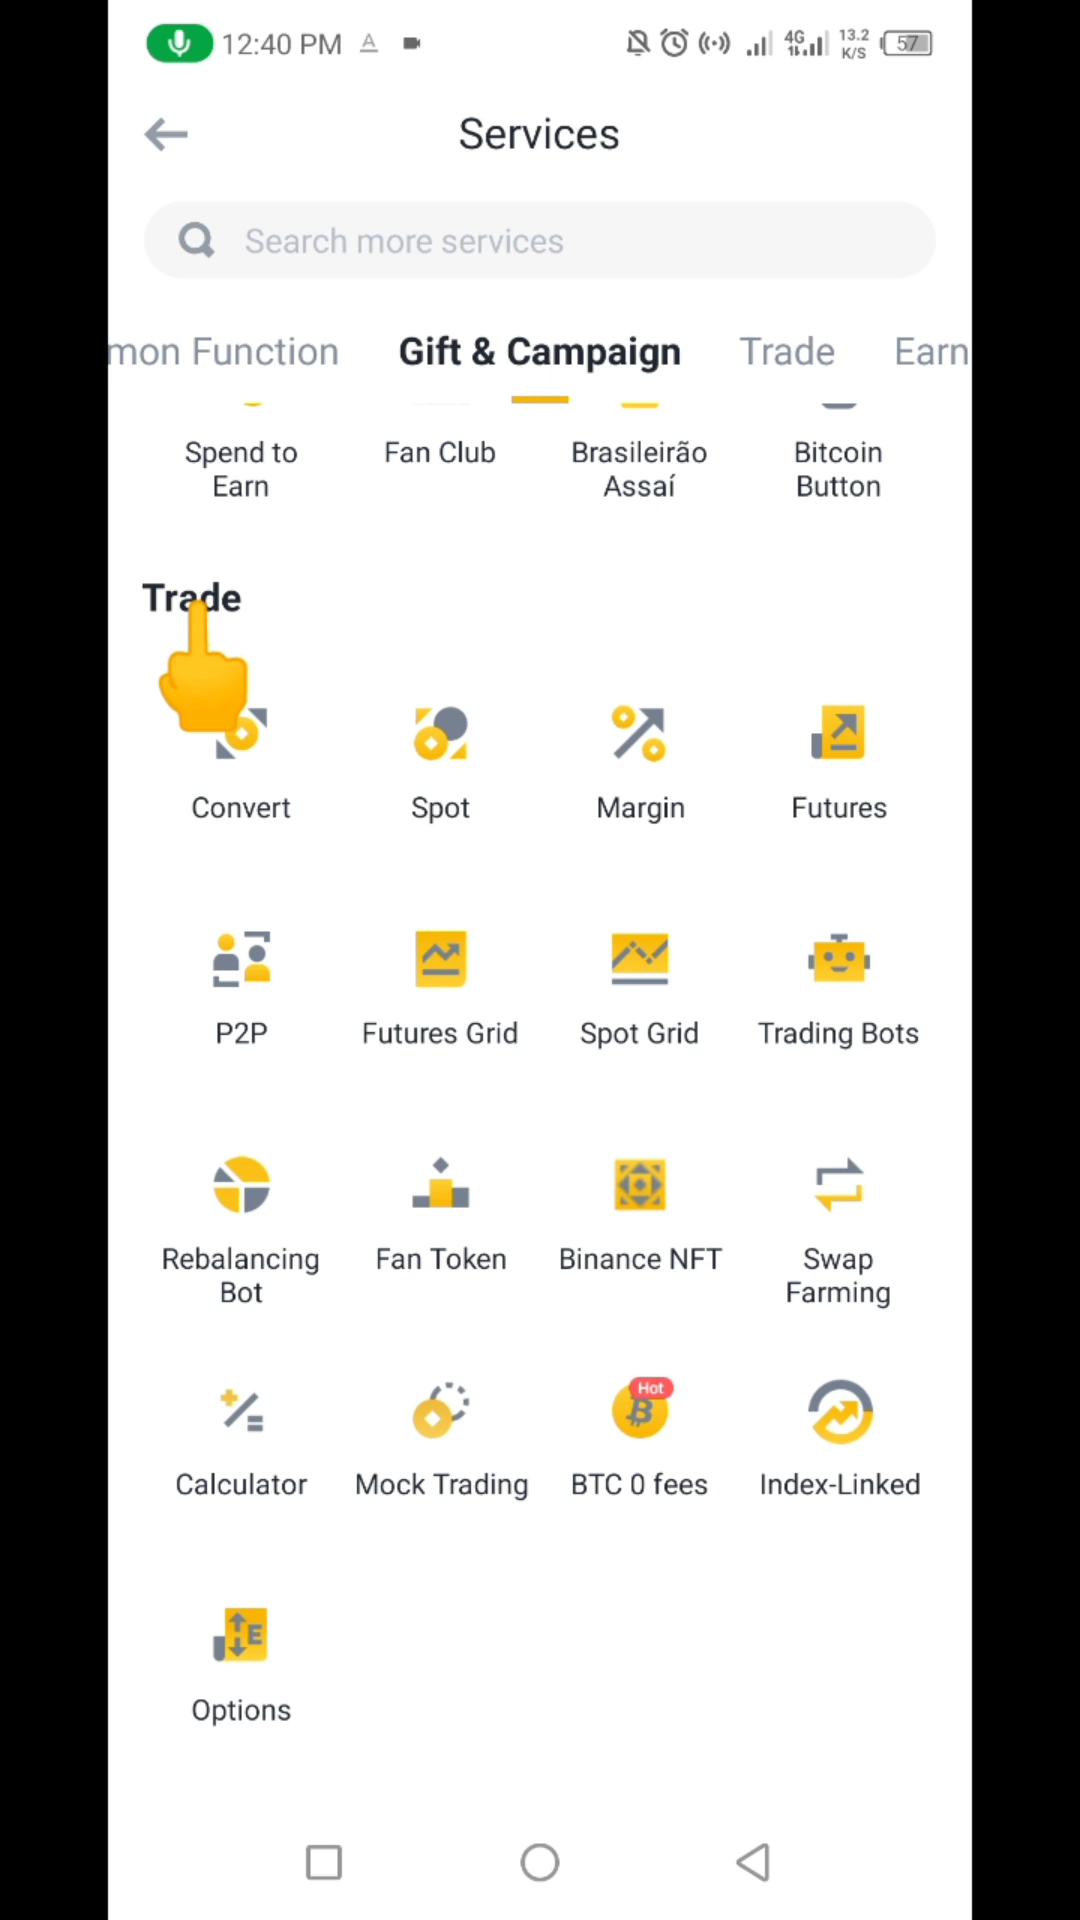 12:40 PM A 4G 13.2 K/S 57
Services
Search more services
mon Function Gift & Campaign Trade Earn
Spend to Earn
Fan Club
Brasileirão Assaí
Bitcoin Button
Trade
Convert
Spot
Margin
Futures
P2P
Futures Grid
Spot Grid
Trading Bots
Rebalancing Bot
Fan Token
Binance NFT
Swap Farming
Calculator
Mock Trading
Hot
BTC 0 fees
Index-Linked
E
Options